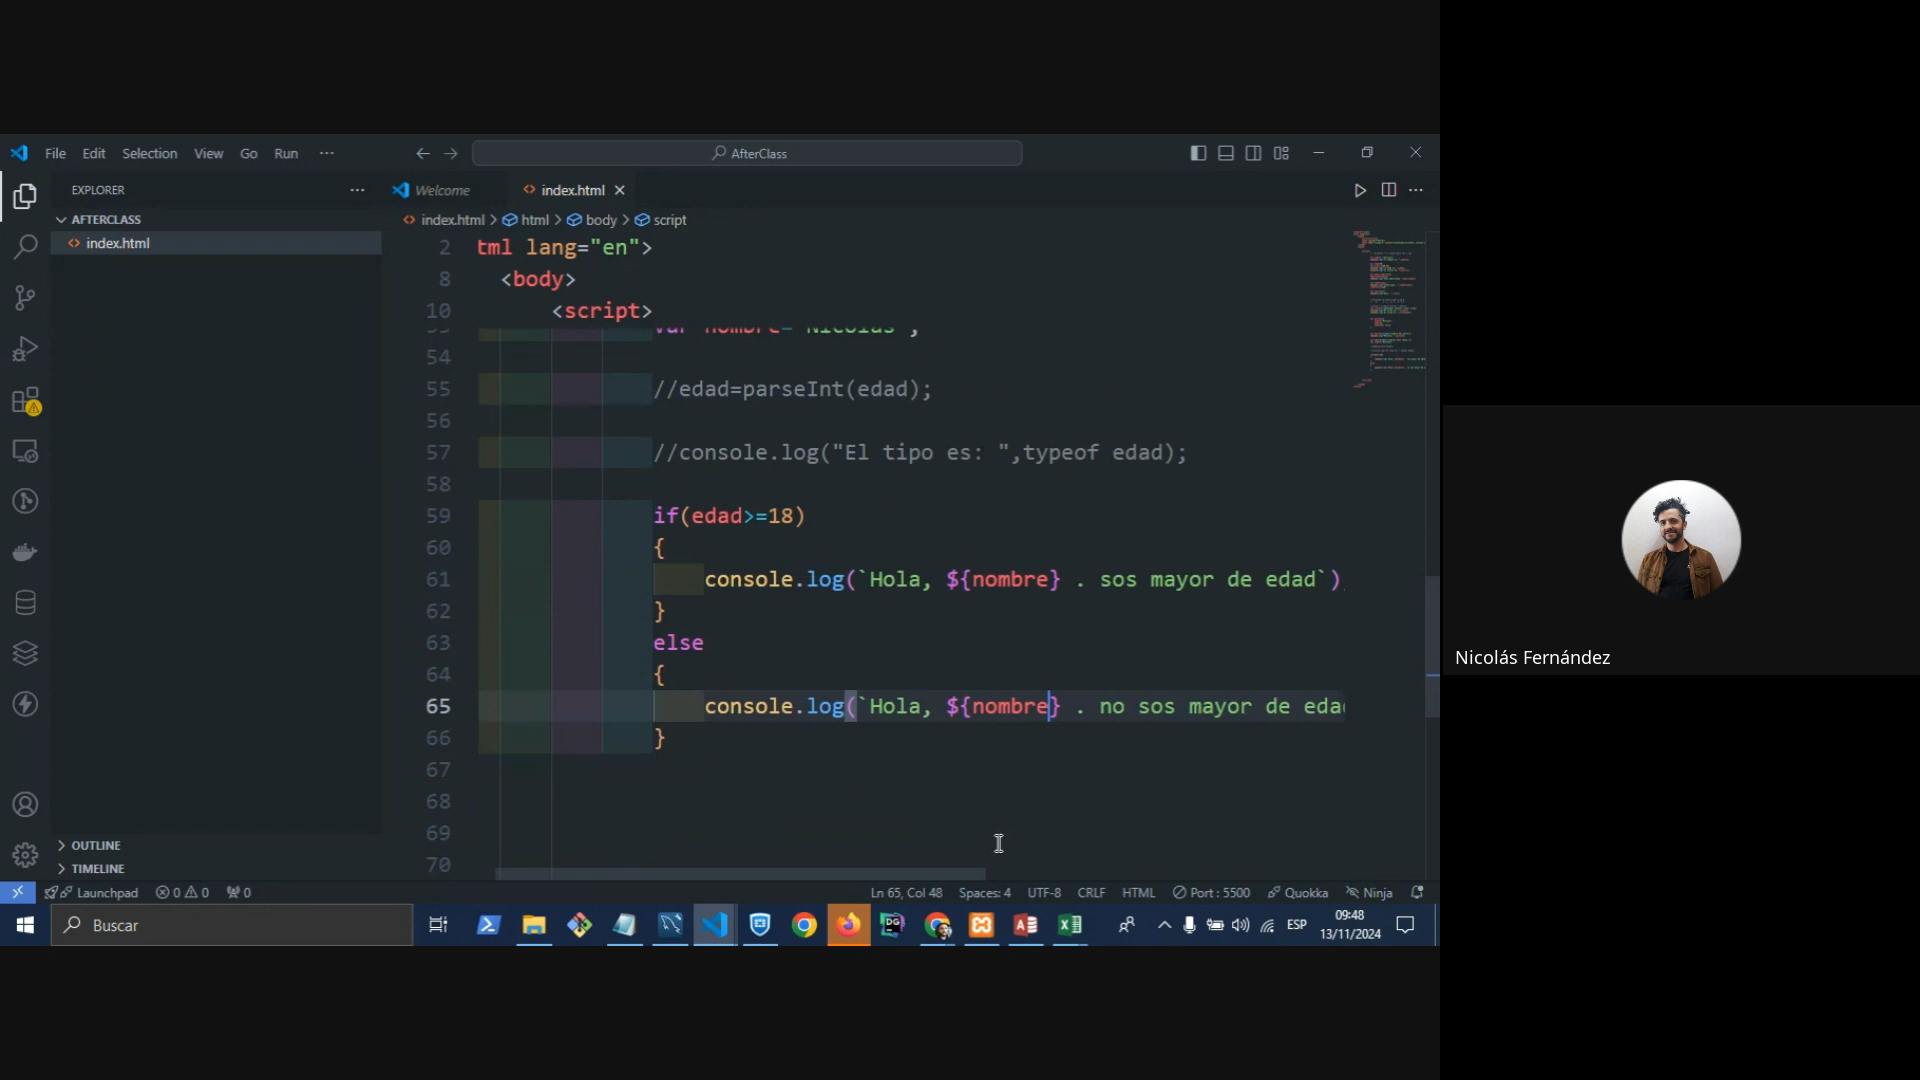 File Edit Selection View Go Run ···
AfterClass
EXPLORER ···
Welcome
index.html
AFTERCLASS
index.html > html > body > script
index.html
2 tml lang="en">
8 <body>
10 <script>
var nombre= Nicolas
54
55 //edad=parseInt(edad);
56
57 //console.log("El tipo es: ",typeof edad);
58
59 if(edad>=18)
60 {
61 console.log(`Hola, ${nombre} . sos mayor de edad`)
62 }
63 else
64 {
65 console.log(`Hola, ${nombre} . no sos mayor de eda
66 }
67
68
69
70
OUTLINE
TIMELINE
Launchpad 0 0 0
Ln 65, Col 48 Spaces: 4 UTF-8 CRLF HTML Port : 5500 Quokka Ninja
Buscar
DG
ESP
09:48
13/11/2024
Nicolás Fernández